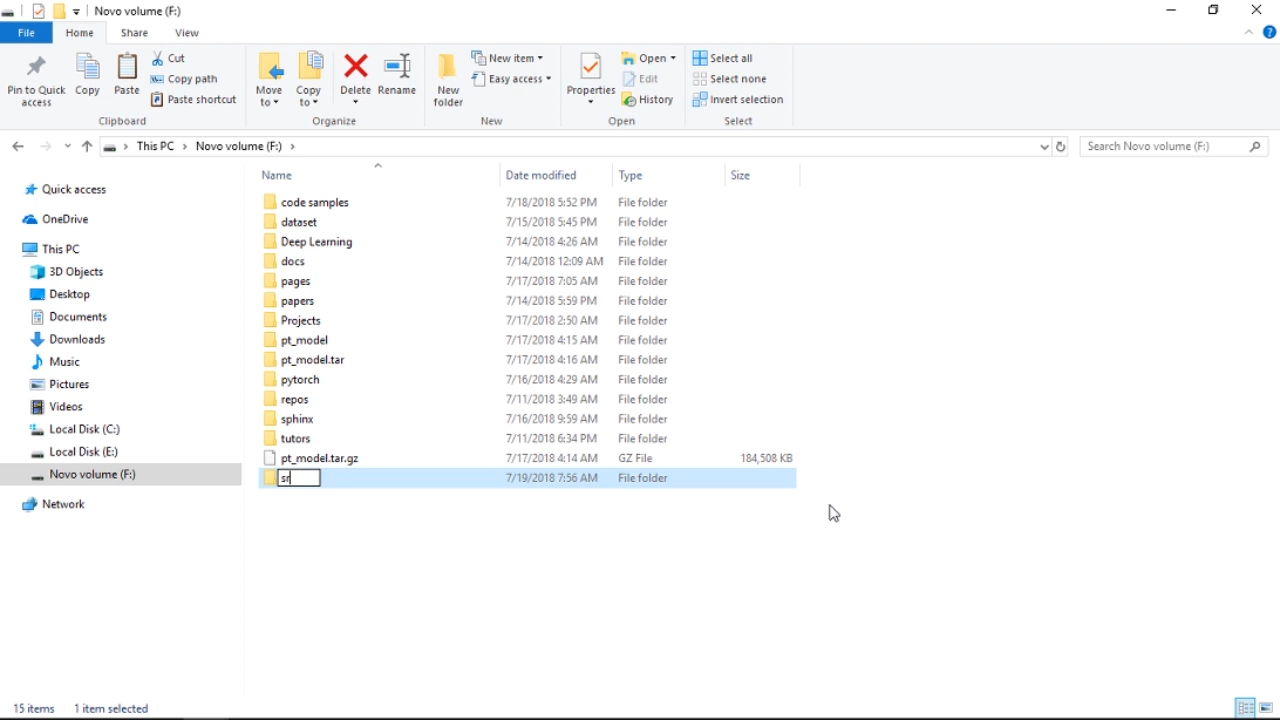 Novo volume (F:)
File Home Share View
Pin to Quick access
Copy
Paste
Cut
Copy path
Paste shortcut
Move to
Copy to
Delete
Rename
New folder
New item
Easy access
Properties
Open
Edit
History
Select all
Select none
Invert selection
Clipboard Organize New Open Select
This PC Novo volume (F:)
Search Novo volume (F:)
Quick access
OneDrive
This PC
3D Objects
Desktop
Documents
Downloads
Music
Pictures
Videos
Local Disk (C:)
Local Disk (E:)
Novo volume (F:)
Network
Name Date modified Type Size
code samples 7/18/2018 5:52 PM File folder
dataset 7/15/2018 5:45 PM File folder
Deep Learning 7/14/2018 4:26 AM File folder
docs 7/14/2018 12:09 AM File folder
pages 7/17/2018 7:05 AM File folder
papers 7/14/2018 5:59 PM File folder
Projects 7/17/2018 2:50 AM File folder
pt_model 7/17/2018 4:15 AM File folder
pt_model.tar 7/17/2018 4:16 AM File folder
pytorch 7/16/2018 4:29 AM File folder
repos 7/11/2018 3:49 AM File folder
sphinx 7/16/2018 9:59 AM File folder
tutors 7/11/2018 6:34 PM File folder
pt_model.tar.gz 7/17/2018 4:14 AM GZ File 184,508 KB
sr 7/19/2018 7:56 AM File folder
15 items 1 item selected